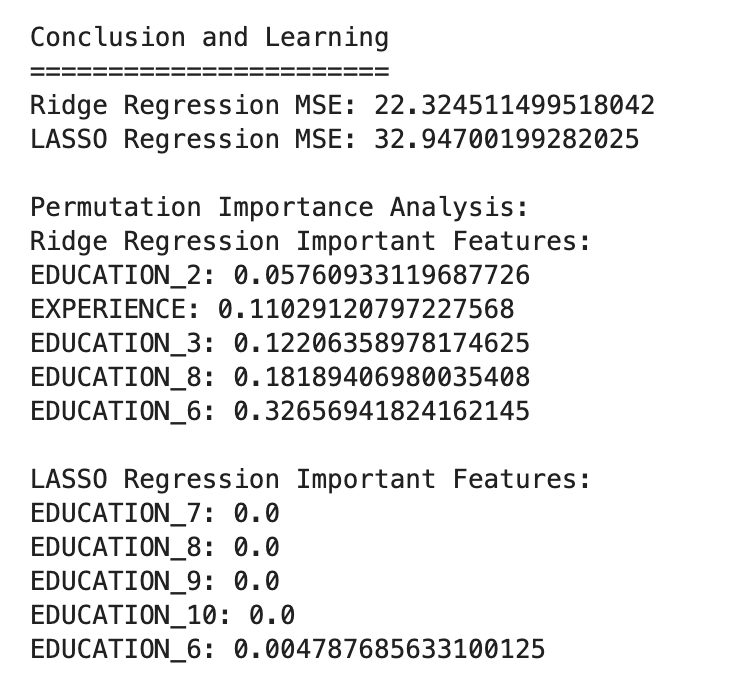 Conclusion and Learning
=======================
Ridge Regression MSE: 22.324511499518042
LASSO Regression MSE: 32.94700199282025
Permutation Importance Analysis:
Ridge Regression Important Features:
EDUCATION_2: 0.05760933119687726
EXPERIENCE: 0.11029120797227568
EDUCATION_3: 0.12206358978174625
EDUCATION_8: 0.18189406980035408
EDUCATION_6: 0.32656941824162145
LASSO Regression Important Features:
EDUCATION_7: 0.0
EDUCATION_8: 0.0
EDUCATION_9: 0.0
EDUCATION_10: 0.0
EDUCATION_6: 0.004787685633100125